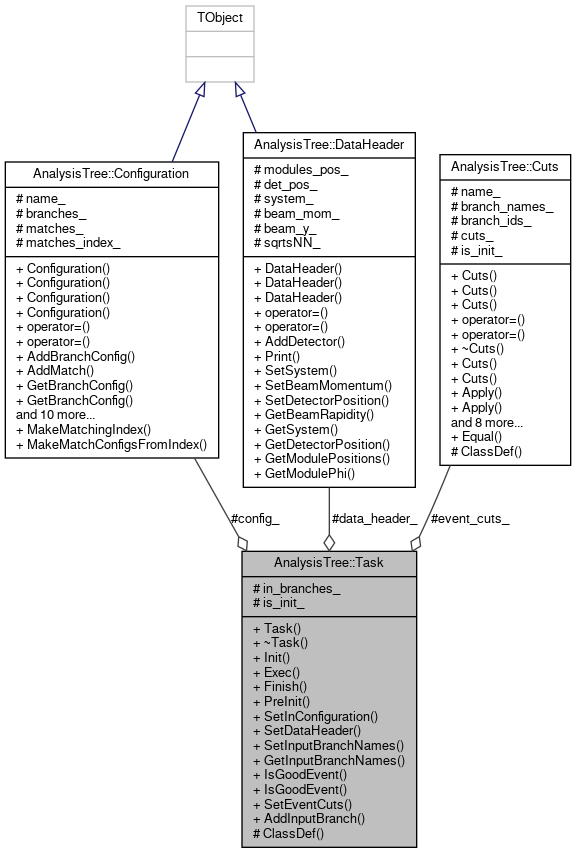 TObject
AnalysisTree::Configuration
# name_
# branches_
# matches_
# matches_index_
+ Configuration()
+ Configuration()
+ Configuration()
+ Configuration()
+ operator=()
+ operator=()
+ AddBranchConfig()
+ AddMatch()
+ GetBranchConfig()
+ GetBranchConfig()
and 10 more...
+ MakeMatchingIndex()
+ MakeMatchConfigsFromIndex()
AnalysisTree::DataHeader
# modules_pos_
# det_pos_
# system_
# beam_mom_
# beam_y_
# sqrtsNN_
+ DataHeader()
+ DataHeader()
+ DataHeader()
+ operator=()
+ operator=()
+ AddDetector()
+ Print()
+ SetSystem()
+ SetBeamMomentum()
+ SetDetectorPosition()
+ GetBeamRapidity()
+ GetSystem()
+ GetDetectorPosition()
+ GetModulePositions()
+ GetModulePhi()
AnalysisTree::Cuts
# name_
# branch_names_
# branch_ids_
# cuts_
# is_init_
+ Cuts()
+ Cuts()
+ Cuts()
+ operator=()
+ operator=()
+ ~Cuts()
+ Cuts()
+ Cuts()
+ Apply()
+ Apply()
and 8 more...
+ Equal()
# ClassDef()
#config_
#data_header_
#event_cuts_
AnalysisTree::Task
# in_branches_
# is_init_
+ Task()
+ ~Task()
+ Init()
+ Exec()
+ Finish()
+ PreInit()
+ SetInConfiguration()
+ SetDataHeader()
+ SetInputBranchNames()
+ GetInputBranchNames()
+ IsGoodEvent()
+ IsGoodEvent()
+ SetEventCuts()
+ AddInputBranch()
# ClassDef()